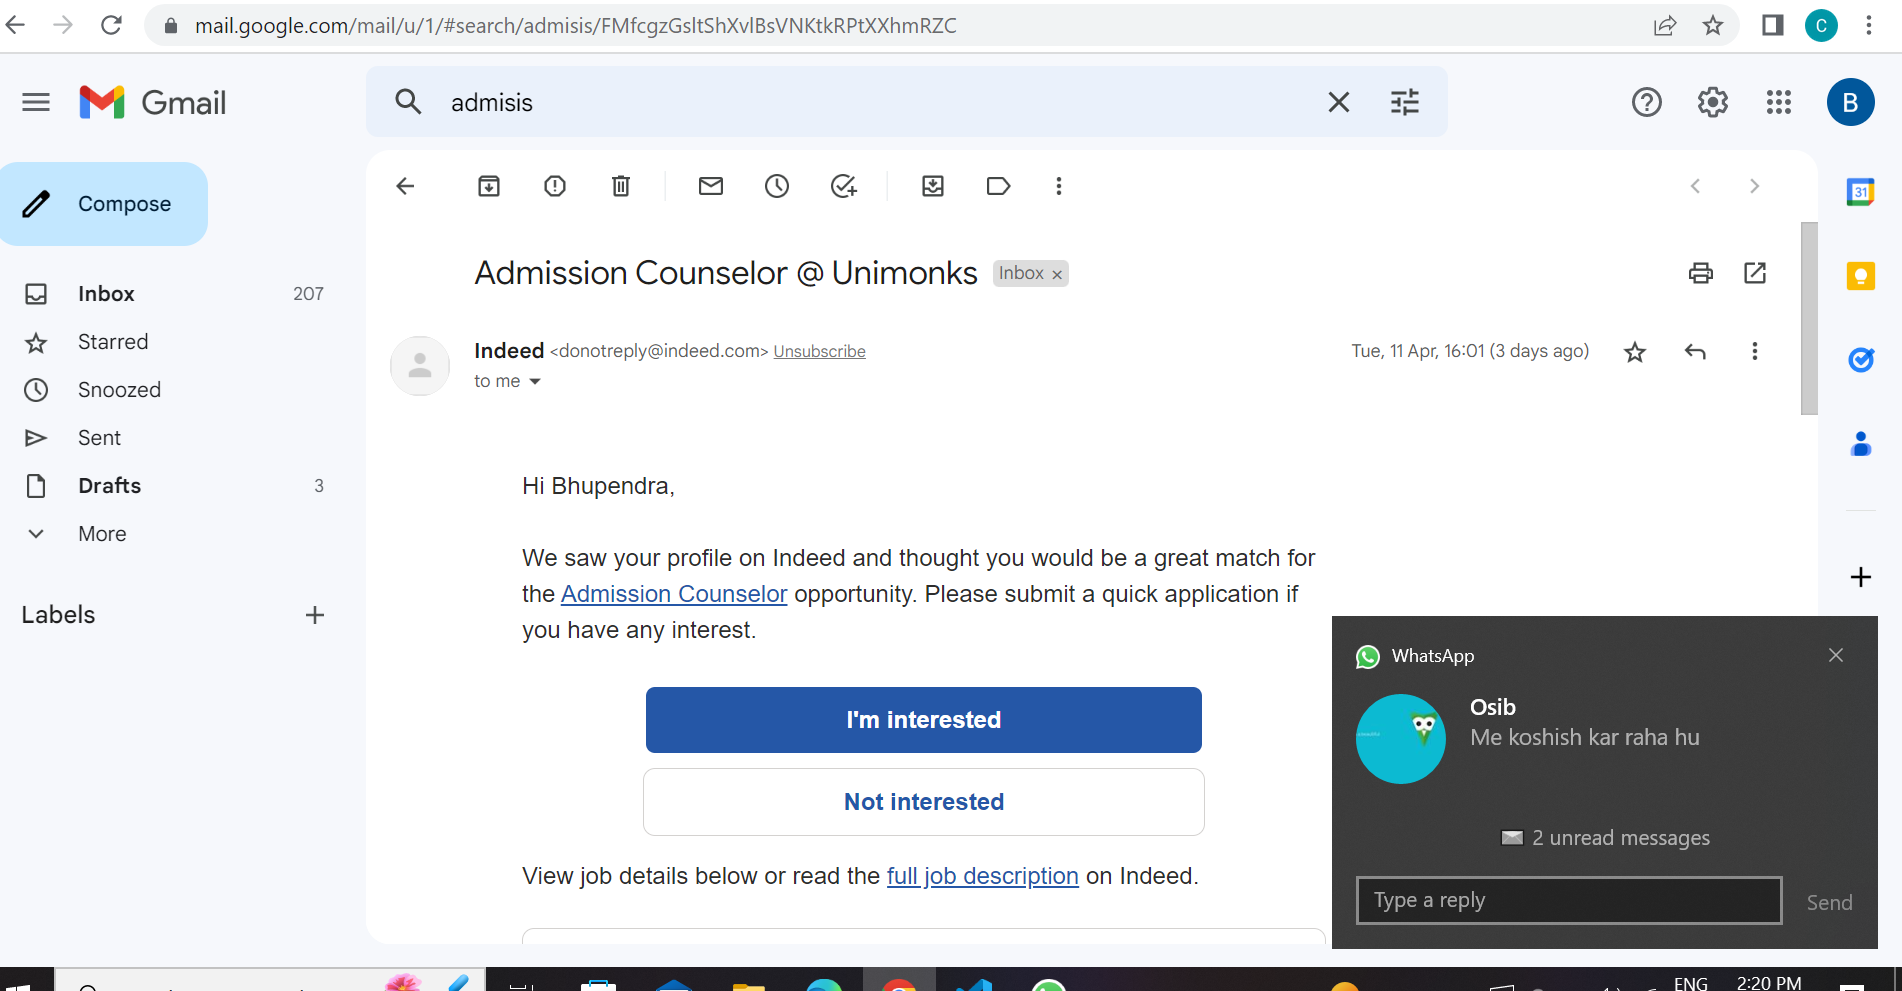 mail.google.com/mail/u/1/#search/admisis/FMfcgzGsltShXvlBsVNKtkRPtXXhmRZC
C
Gmail
admisis
B
Compose
31
Admission Counselor @ Unimonks Inbox ×
Inbox 207
Starred
Indeed <donotreply@indeed.com> Unsubscribe
Tue, 11 Apr, 16:01 (3 days ago)
to me
Snoozed
Sent
Drafts 3
More
Labels
Hi Bhupendra,
We saw your profile on Indeed and thought you would be a great match for
the Admission Counselor opportunity. Please submit a quick application if
you have any interest.
I'm interested
Not interested
View job details below or read the full job description on Indeed.
WhatsApp
Osib
Me koshish kar raha hu
2 unread messages
Type a reply
Send
ENG
2:20 PM